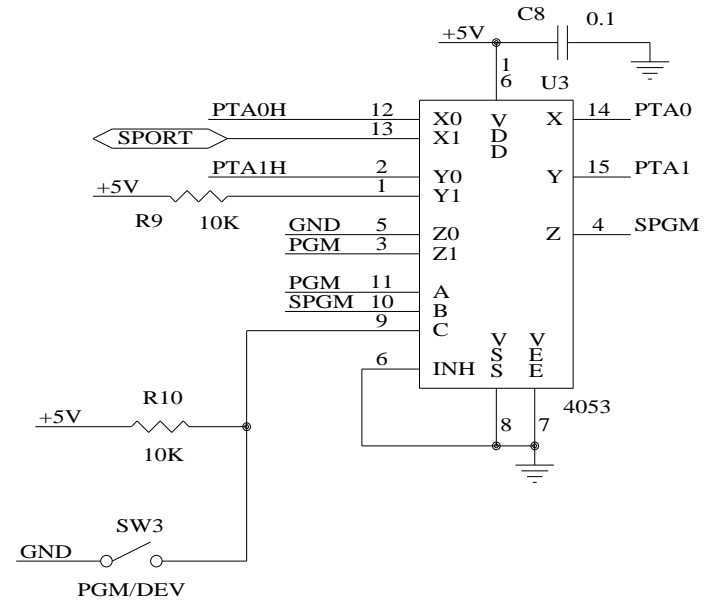 C8
0.1
+5V
1
6
U3
PTA0H
12
X0
V
D
D
X
14
PTA0
SPORT
13
X1
PTA1H
2
Y0
Y
15
PTA1
+5V
1
Y1
R9
10K
GND
5
Z0
Z
4
SPGM
PGM
3
Z1
PGM
11
A
SPGM
10
B
9
C
6
INH
V
S
S
V
E
E
R10
4053
+5V
8
7
10K
SW3
GND
PGM/DEV